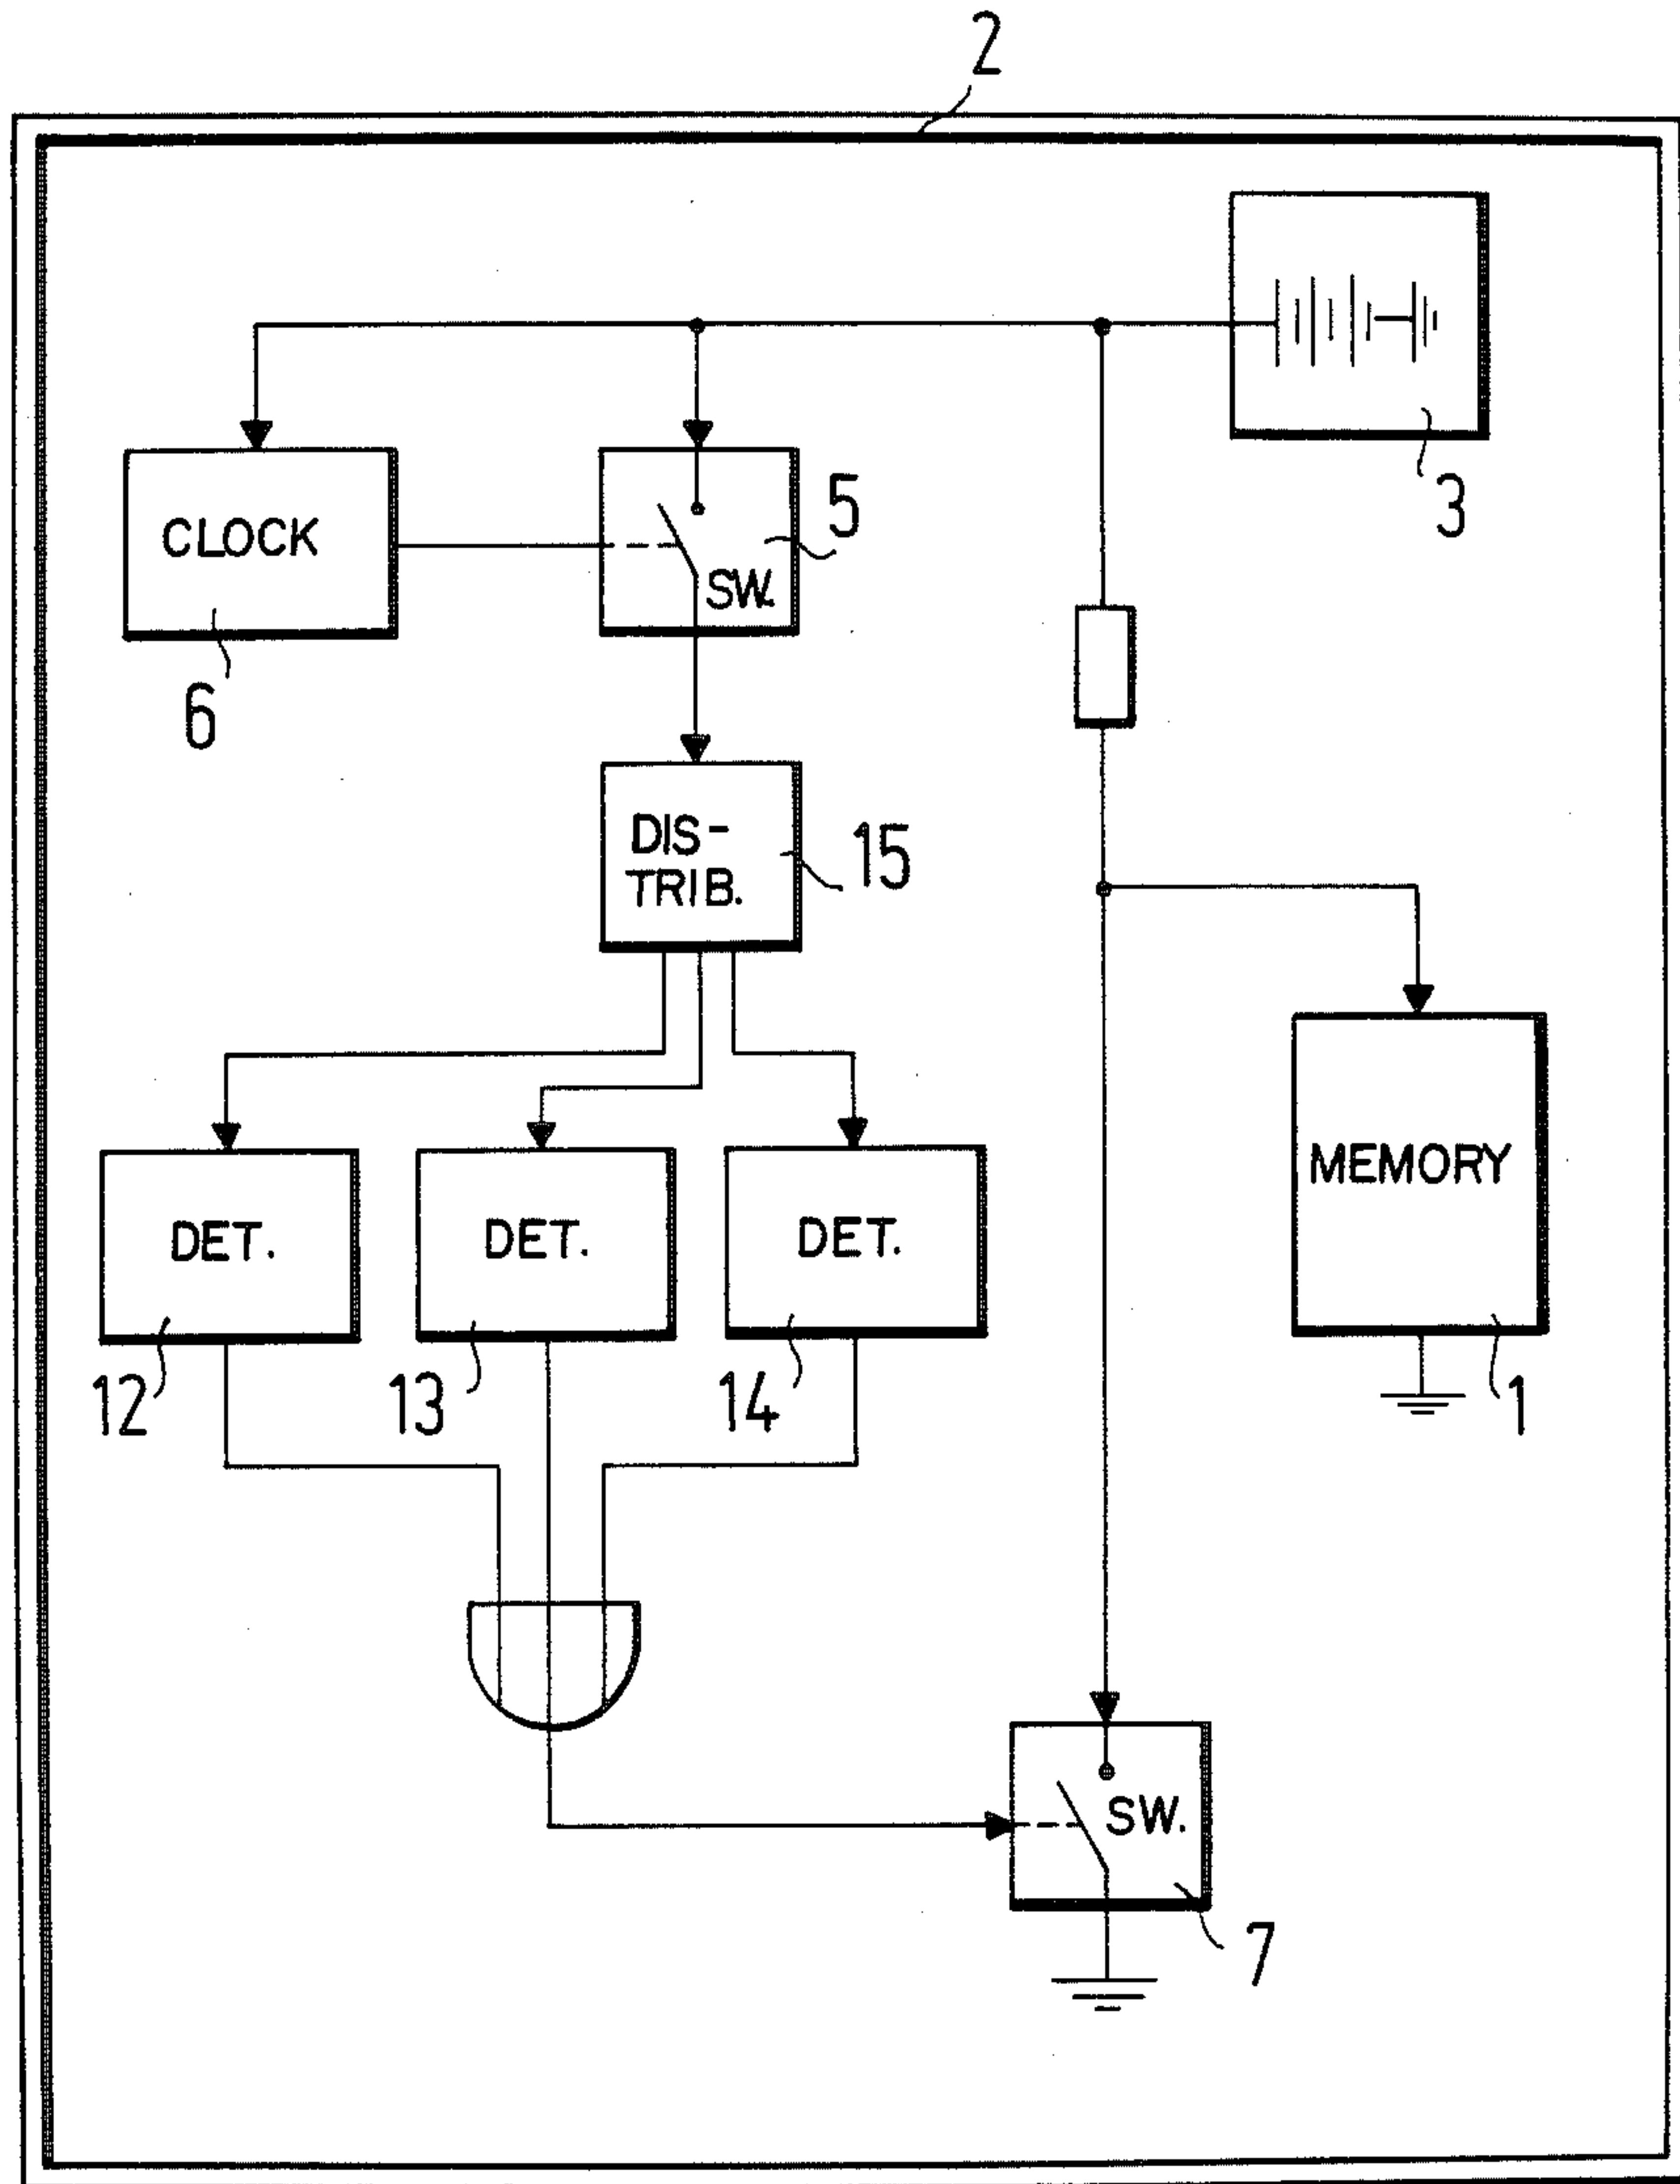 2
3
CLOCK
5
SW.
6
DIS-
TRIB.
15
DET.
DET.
DET.
MEMORY
12
13
14
1
SW.
7